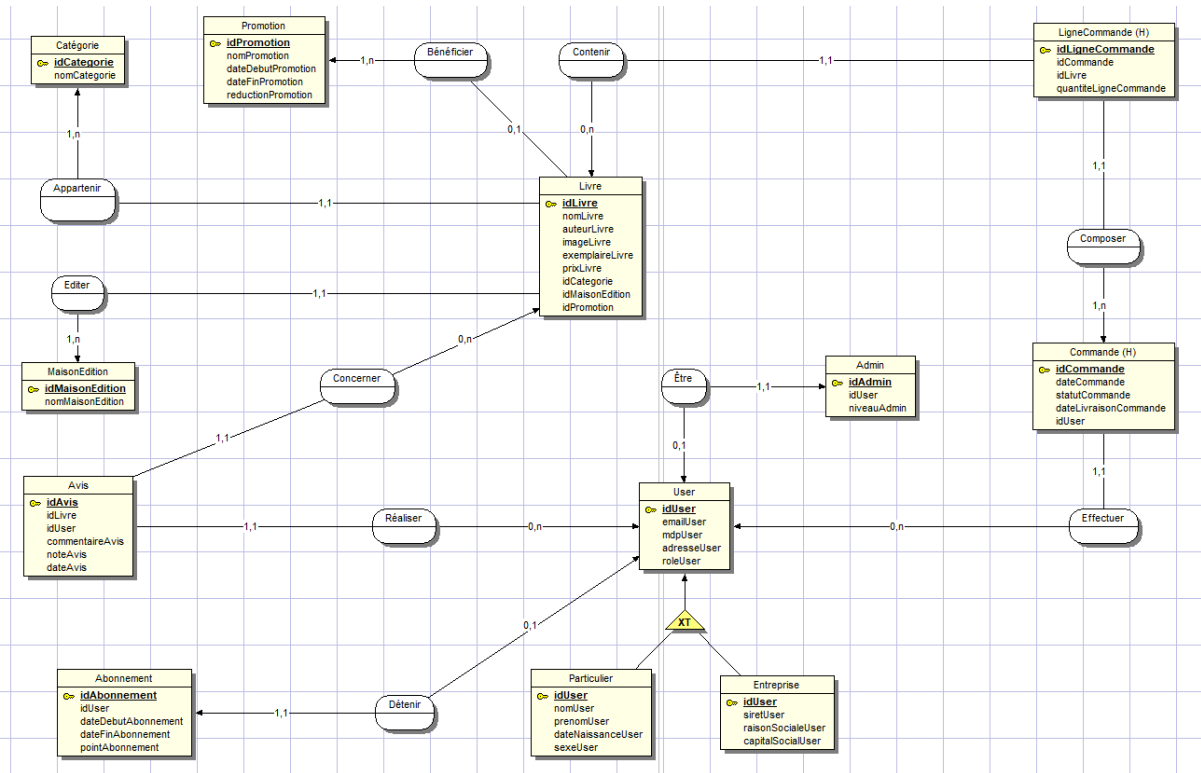 Promotion
idPromotion
nomPromotion
dateDebutPromotion
dateFinPromotion
reductionPromotion
Catégorie
idCategorie
nomCategorie
Bénéficier
Contenir
LigneCommande (H)
idLigneCommande
idCommande
idLivre
quantiteLigneCommande
1,n
1,1
1,n
0,1
0,n
1,1
Appartenir
1,1
Livre
idLivre
nomLivre
auteurLivre
imageLivre
exemplaireLivre
prixLivre
idCategorie
idMaisonEdition
idPromotion
Composer
Editer
1,1
1,n
1,n
0,n
MaisonEdition
idMaisonEdition
nomMaisonEdition
Concerner
Être
1,1
Admin
idAdmin
idUser
niveauAdmin
Commande (H)
idCommande
dateCommande
statutCommande
dateLivraisonCommande
idUser
1,1
0,1
1,1
Avis
idAvis
idLivre
idUser
commentaireAvis
noteAvis
dateAvis
1,1
Réaliser
0,n
User
idUser
emailUser
mdpUser
adresseUser
roleUser
0,n
Effectuer
0,1
XT
Abonnement
idAbonnement
idUser
dateDebutAbonnement
dateFinAbonnement
pointAbonnement
1,1
Détenir
Particulier
idUser
nomUser
prenomUser
dateNaissanceUser
sexeUser
Entreprise
idUser
siretUser
raisonSocialeUser
capitalSocialUser